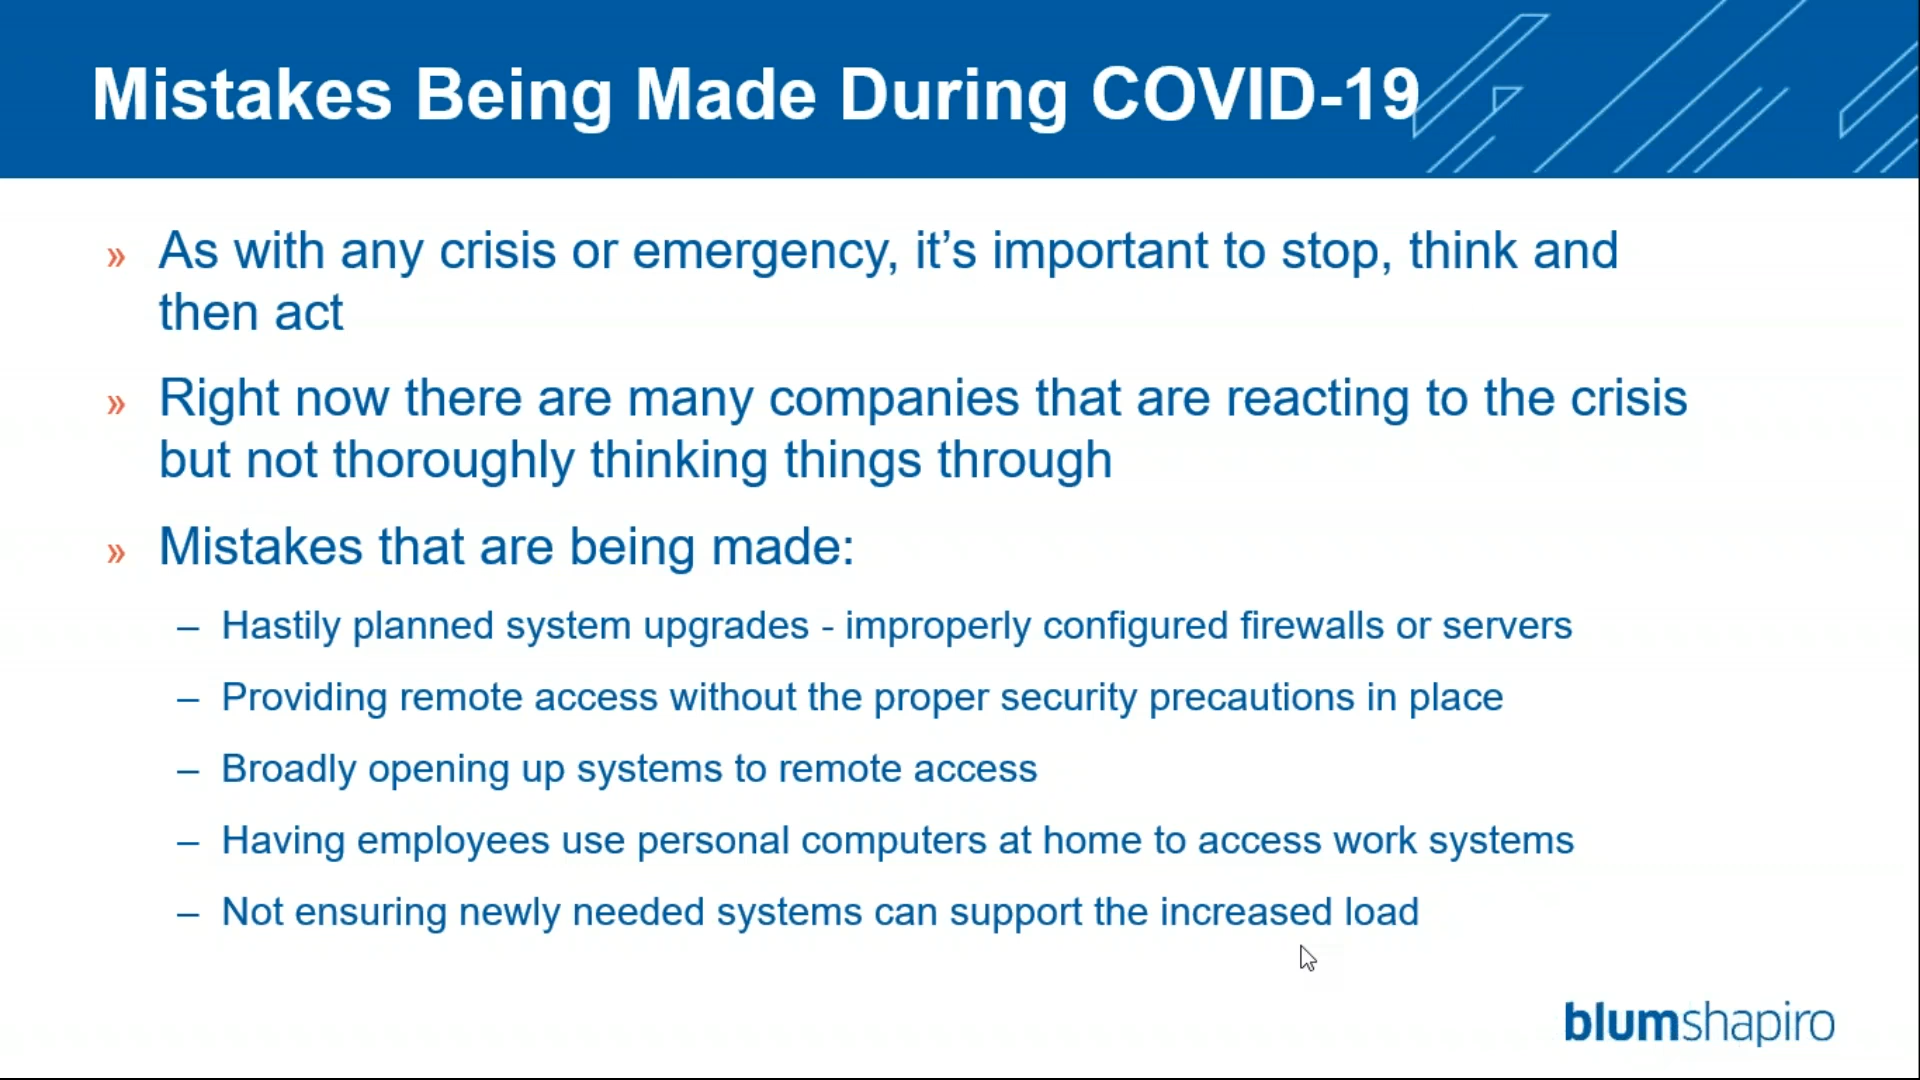 Mistakes Being Made During COVID-19
» As with any crisis or emergency, it’s important to stop, think and
then act
» Right now there are many companies that are reacting to the crisis
but not thoroughly thinking things through
» Mistakes that are being made:
– Hastily planned system upgrades - improperly configured firewalls or servers
– Providing remote access without the proper security precautions in place
– Broadly opening up systems to remote access
– Having employees use personal computers at home to access work systems
– Not ensuring newly needed systems can support the increased load
blumshapiro